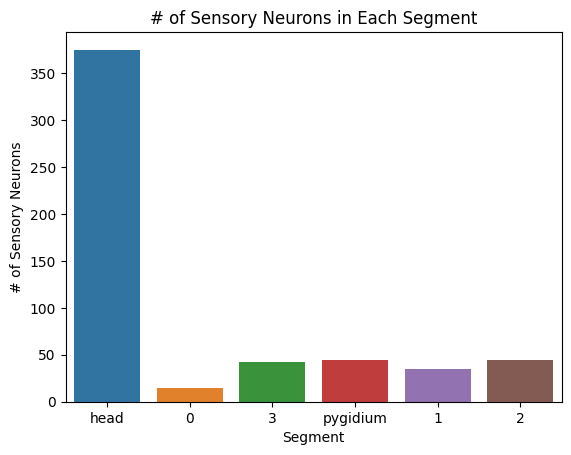 # of Sensory Neurons in Each Segment
# of Sensory Neurons
350
300
250
200
150
100
50
0
head 0 3 pygidium 1 2
Segment